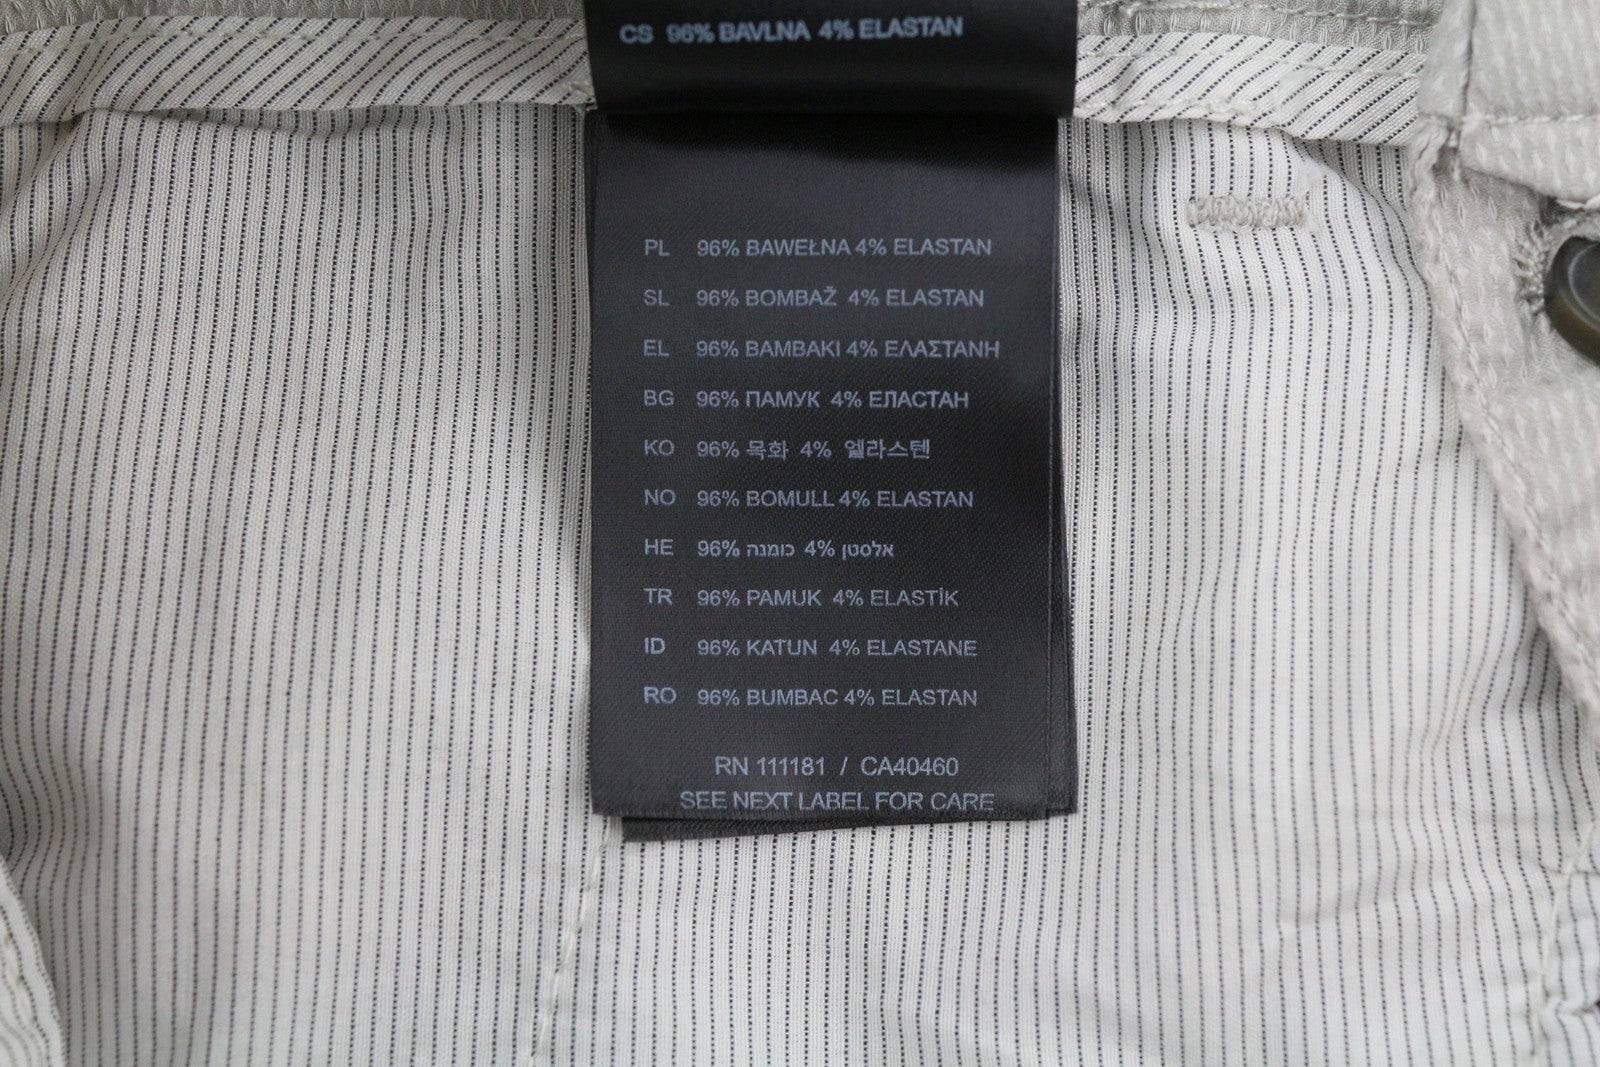 CS 96% BAVLNA 4% ELASTAN
PL 96% BAWEŁNA 4% ELASTAN
SL 96% BOMBAŽ 4% ELASTAN
EL 96% BAMBAKI 4% ΕΛΑΣΤΑΝΗ
BG 96% ПАМУК 4% ЕЛАСТАН
KO 96% 목화 4% 엘라스텐
NO 96% BOMULL 4% ELASTAN
HE 96% כומנה 4% אלסטן
TR 96% PAMUK 4% ELASTİK
ID 96% KATUN 4% ELASTANE
RO 96% BUMBAC 4% ELASTAN
RN 111181 / CA40460
SEE NEXT LABEL FOR CARE